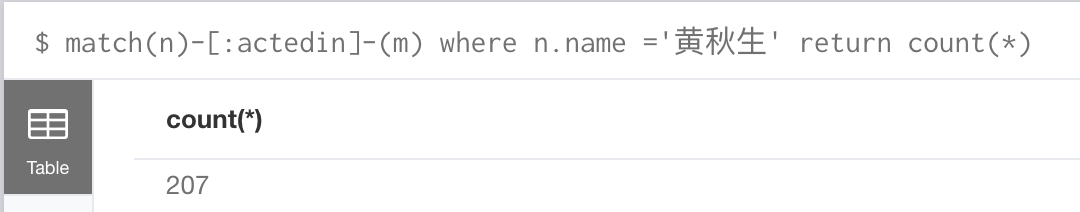 $ match(n)-[:actedin]-(m) where n.name ='黄秋生' return count(*)
count(*)
Table
207